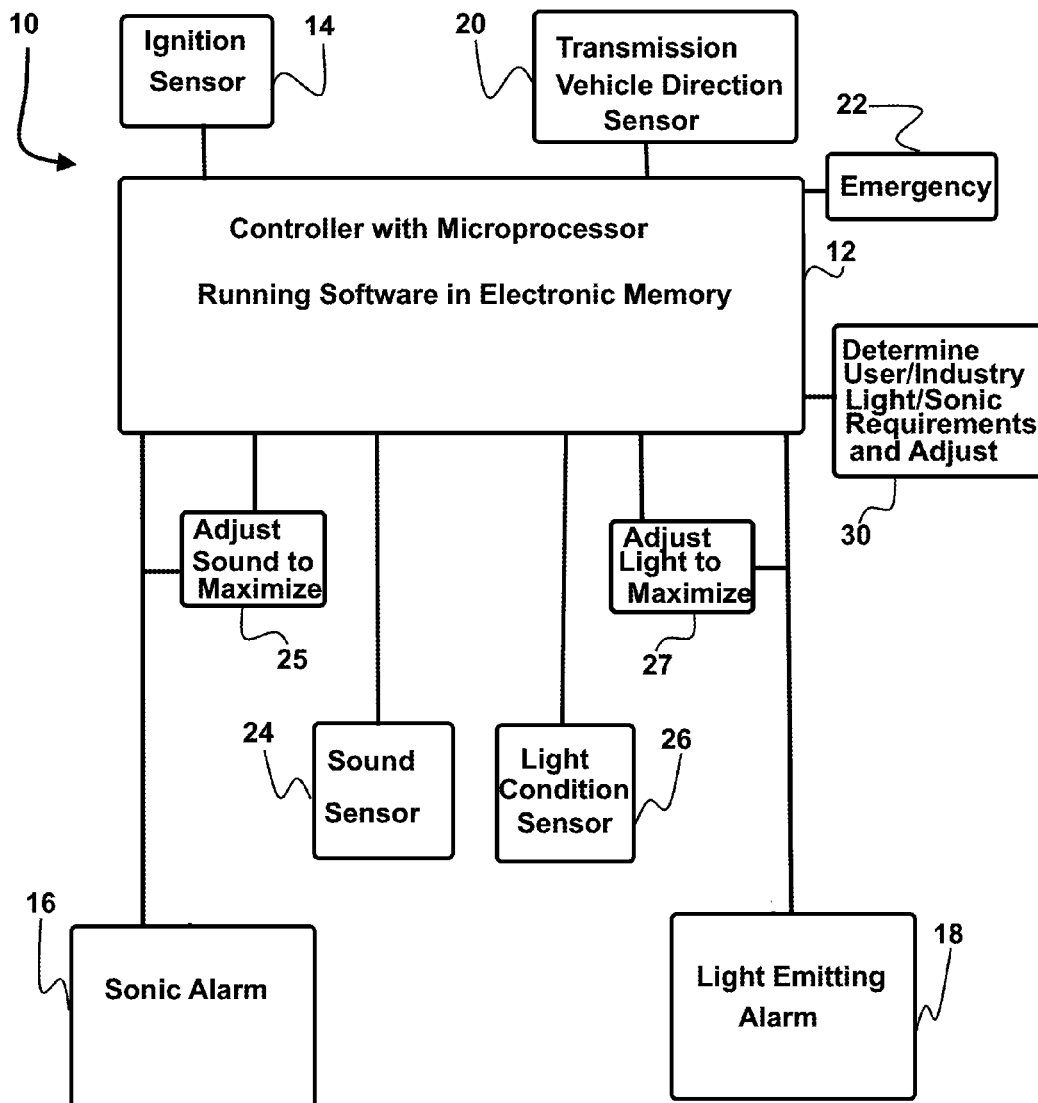 10
Ignition
Sensor
14
20
Transmission
Vehicle Direction
Sensor
22
Emergency
Controller with Microprocessor
Running Software in Electronic Memory
12
Determine
User/Industry
Light/Sonic
Requirements
and Adjust
30
Adjust
Sound to
Maximize
25
Adjust
Light to
Maximize
27
24
Sound
Sensor
Light
Condition
Sensor
26
16
Sonic Alarm
Light Emitting
Alarm
18